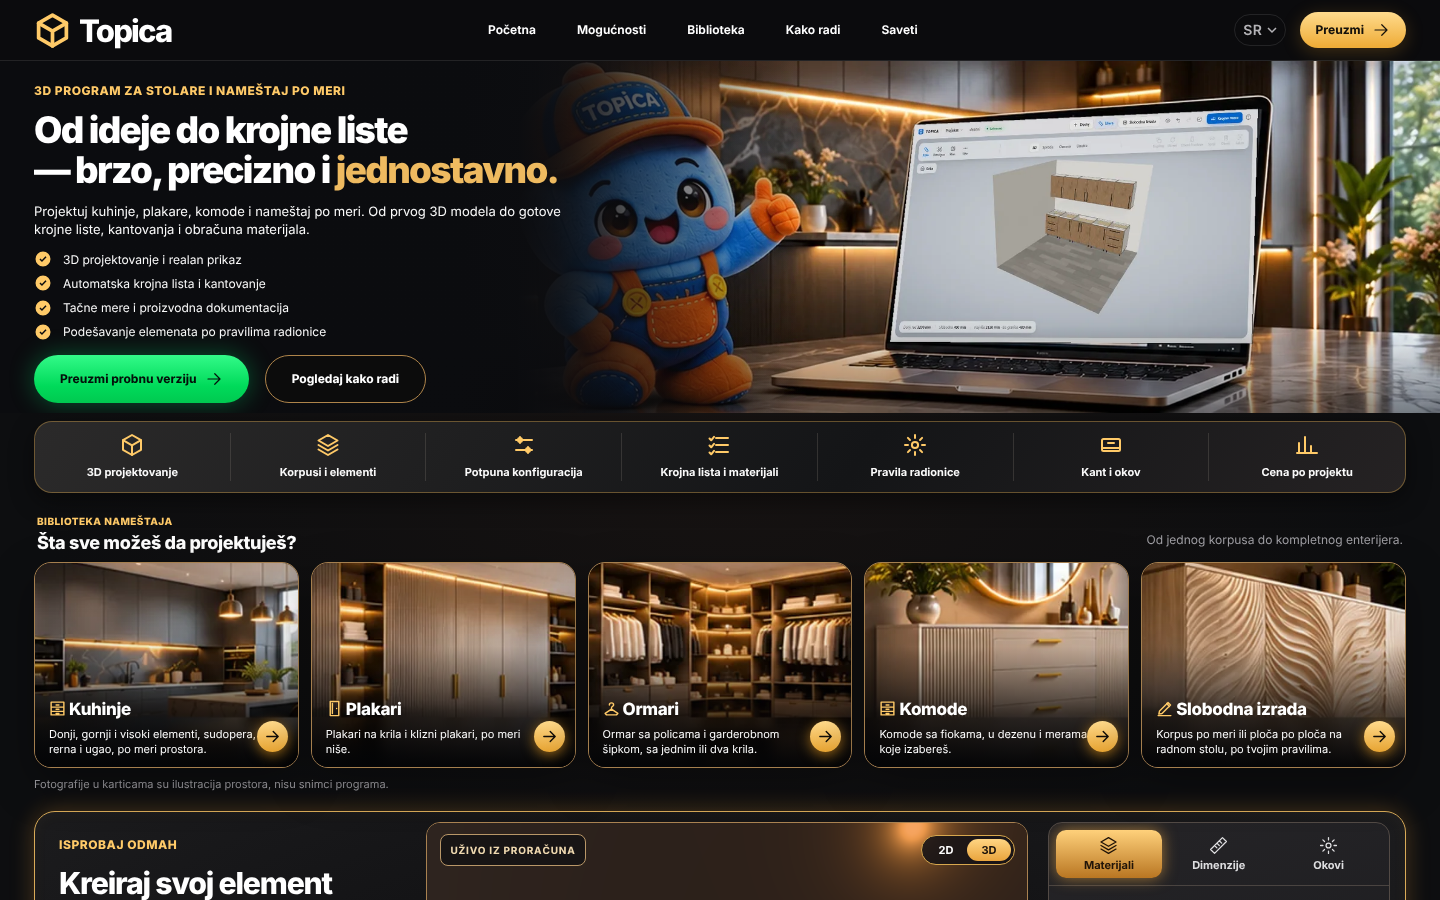 Topica
Početna
Mogućnosti
Biblioteka
Kako radi
Saveti
SR
Preuzmi
3D PROGRAM ZA STOLARE I NAMEŠTAJ PO MERI
Od ideje do krojne liste
— brzo, precizno i jednostavno.
Projektuj kuhinje, plakare, komode i nameštaj po meri. Od prvog 3D modela do gotove
krojne liste, kantovanja i obračuna materijala.
3D projektovanje i realan prikaz
Automatska krojna lista i kantovanje
Tačne mere i proizvodna dokumentacija
Podešavanje elemenata po pravilima radionice
Preuzmi probnu verziju
Pogledaj kako radi
TOPICA
TOPICA
3D projektovanje
Korpusi i elementi
Potpuna konfiguracija
Krojna lista i materijali
Pravila radionice
Kant i okov
Cena po projektu
BIBLIOTEKA NAMEŠTAJA
Šta sve možeš da projektuješ?
Od jednog korpusa do kompletnog enterijera.
Kuhinje
Donji, gornji i visoki elementi, sudopera,
rerna i ugao, po meri prostora.
Plakari
Plakari na krila i klizni plakari, po meri
niše.
Ormari
Ormar sa policama i garderobnom
šipkom, sa jednim ili dva krila.
Komode
Komode sa fiokama, u dezenu i merama
koje izabereš.
Slobodna izrada
Korpus po meri ili ploča po ploča na
radnom stolu, po tvojim pravilima.
Fotografije u karticama su ilustracija prostora, nisu snimci programa.
ISPROBAJ ODMAH
Kreiraj svoj element
UŽIVO IZ PRORAČUNA
2D
3D
Materijali
Dimenzije
Okovi